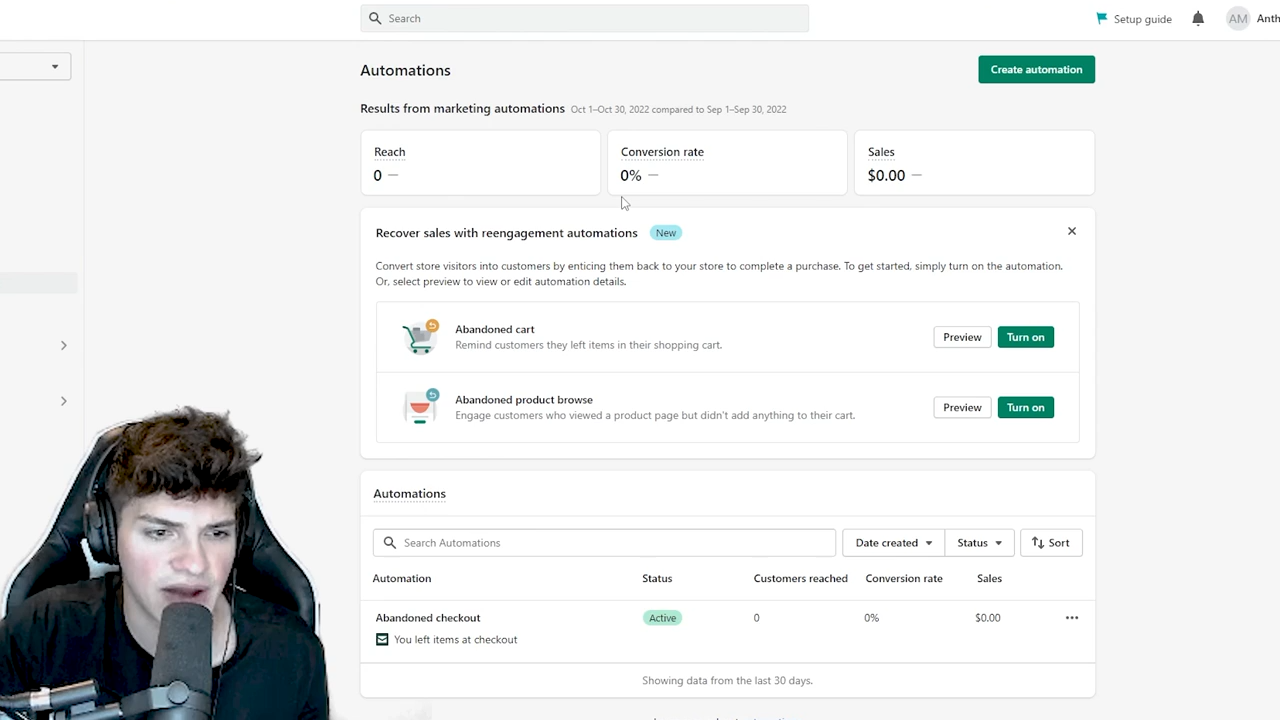 Search
Setup guide
AM
Anth
Automations
Create automation
Results from marketing automations Oct 1–Oct 30, 2022 compared to Sep 1–Sep 30, 2022
Reach
0 —
Conversion rate
0% —
Sales
$0.00 —
Recover sales with reengagement automations New
Convert store visitors into customers by enticing them back to your store to complete a purchase. To get started, simply turn on the automation.
Or, select preview to view or edit automation details.
Abandoned cart
Remind customers they left items in their shopping cart.
Preview
Turn on
Abandoned product browse
Engage customers who viewed a product page but didn't add anything to their cart.
Preview
Turn on
Automations
Search Automations
Date created
Status
Sort
Automation Status Customers reached Conversion rate Sales
Abandoned checkout Active 0 0% $0.00
You left items at checkout
Showing data from the last 30 days.